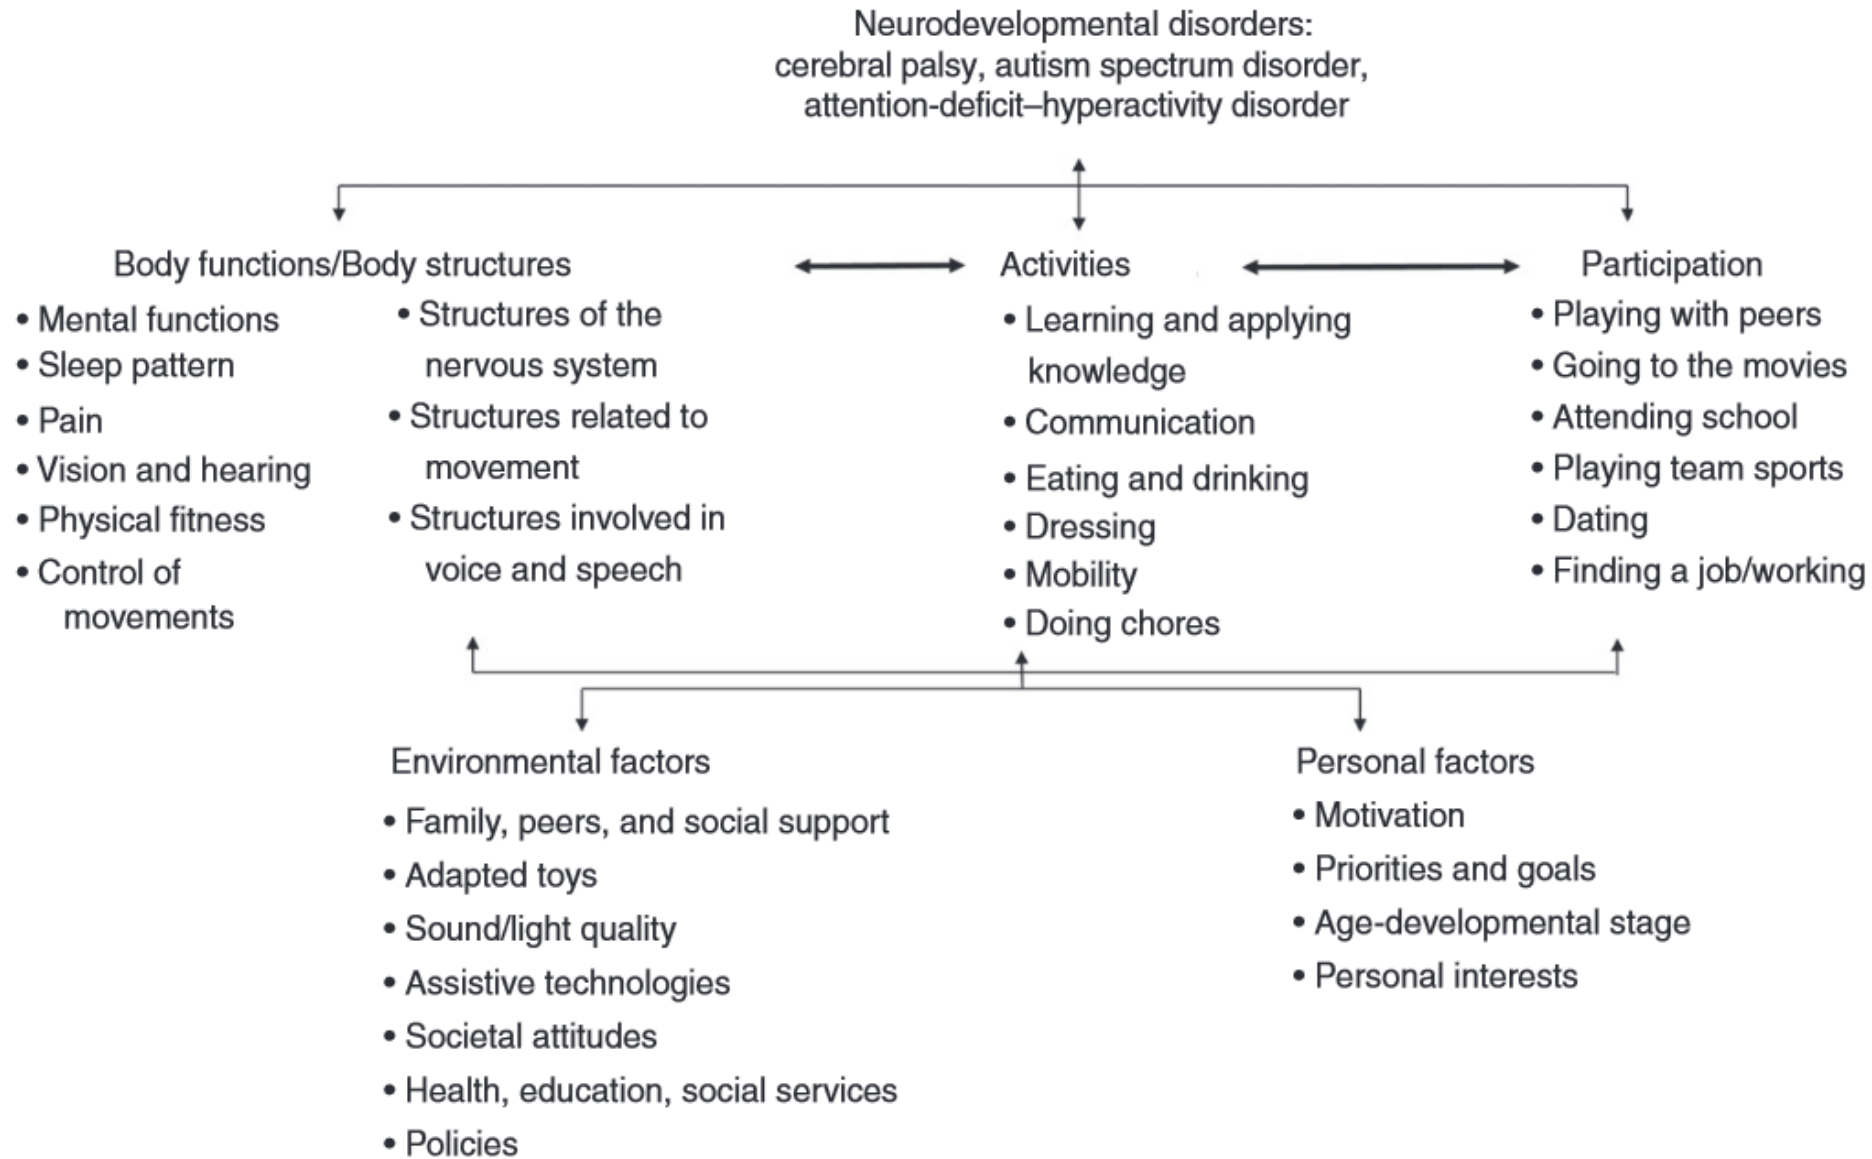 Neurodevelopmental disorders:
cerebral palsy, autism spectrum disorder,
attention-deficit–hyperactivity disorder
Body functions/Body structures
• Mental functions
• Sleep pattern
• Pain
• Vision and hearing
• Physical fitness
• Control of
movements
• Structures of the
nervous system
• Structures related to
movement
• Structures involved in
voice and speech
Activities
• Learning and applying
knowledge
• Communication
• Eating and drinking
• Dressing
• Mobility
• Doing chores
Participation
• Playing with peers
• Going to the movies
• Attending school
• Playing team sports
• Dating
• Finding a job/working
Environmental factors
• Family, peers, and social support
• Adapted toys
• Sound/light quality
• Assistive technologies
• Societal attitudes
• Health, education, social services
• Policies
Personal factors
• Motivation
• Priorities and goals
• Age-developmental stage
• Personal interests